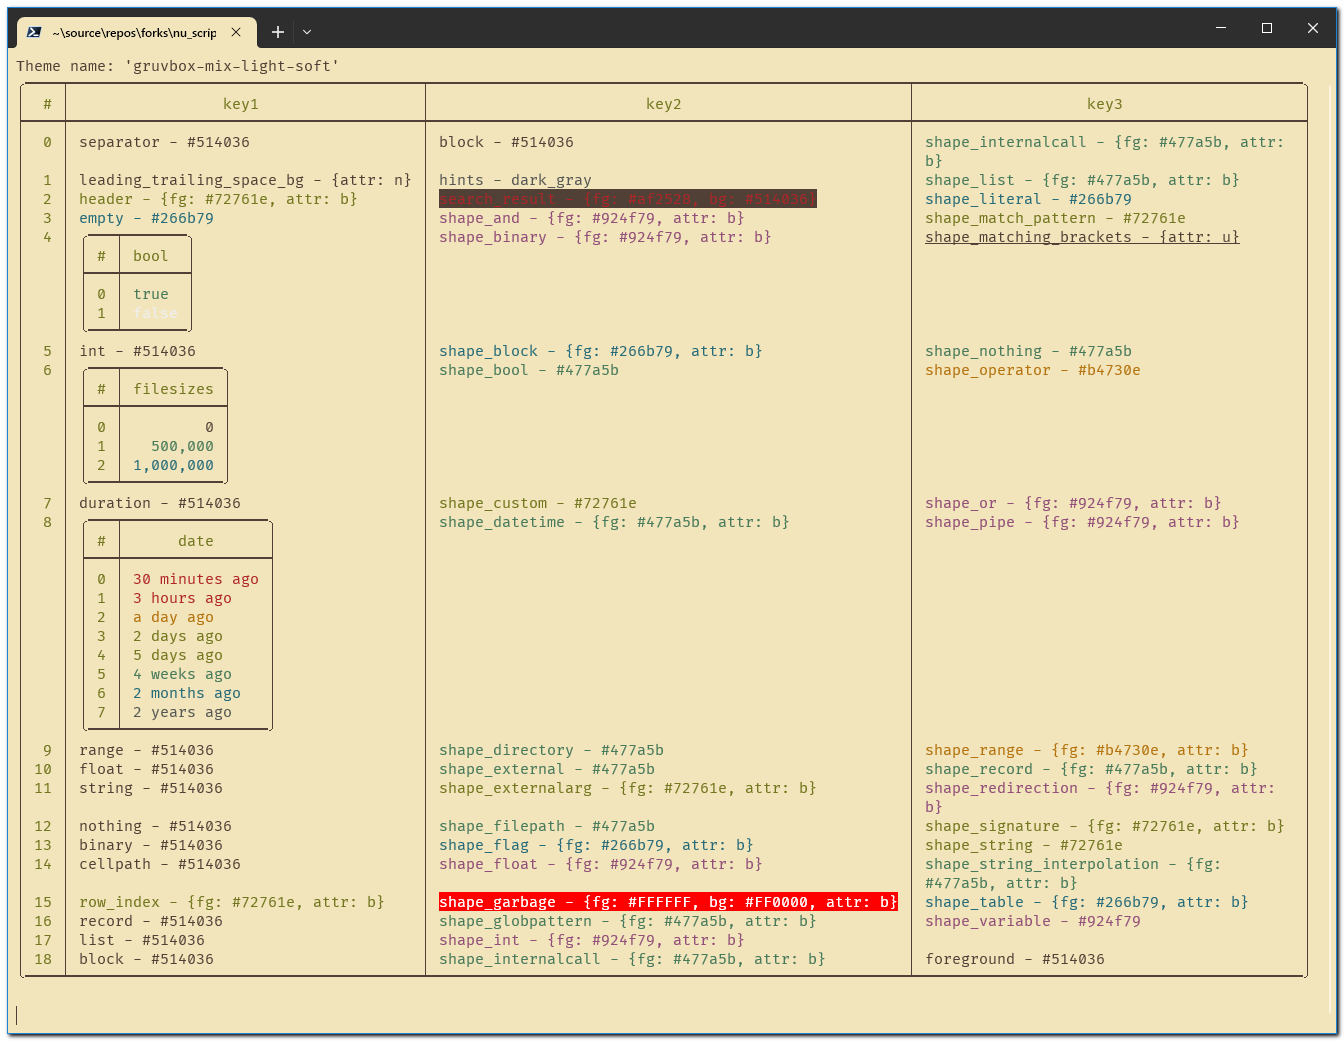 ~\source\repos\forks\nu_scrip
Theme name: 'gruvbox-mix-light-soft'
# key1 key2 key3
0 separator - #514036 block - #514036 shape_internalcall - {fg: #477a5b, attr:
b}
1 leading_trailing_space_bg - {attr: n} hints - dark_gray shape_list - {fg: #477a5b, attr: b}
2 header - {fg: #72761e, attr: b} search_result - {fg: #af2528, bg: #514036} shape_literal - #266b79
3 empty - #266b79 shape_and - {fg: #924f79, attr: b} shape_match_pattern - #72761e
4 shape_binary - {fg: #924f79, attr: b} shape_matching_brackets - {attr: u}
# bool
0 true
1 false
5 int - #514036 shape_block - {fg: #266b79, attr: b} shape_nothing - #477a5b
6 shape_bool - #477a5b shape_operator - #b4730e
# filesizes
0 0
1 500,000
2 1,000,000
7 duration - #514036 shape_custom - #72761e shape_or - {fg: #924f79, attr: b}
8 shape_datetime - {fg: #477a5b, attr: b} shape_pipe - {fg: #924f79, attr: b}
# date
0 30 minutes ago
1 3 hours ago
2 a day ago
3 2 days ago
4 5 days ago
5 4 weeks ago
6 2 months ago
7 2 years ago
9 range - #514036 shape_directory - #477a5b shape_range - {fg: #b4730e, attr: b}
10 float - #514036 shape_external - #477a5b shape_record - {fg: #477a5b, attr: b}
11 string - #514036 shape_externalarg - {fg: #72761e, attr: b} shape_redirection - {fg: #924f79, attr:
b}
12 nothing - #514036 shape_filepath - #477a5b shape_signature - {fg: #72761e, attr: b}
13 binary - #514036 shape_flag - {fg: #266b79, attr: b} shape_string - #72761e
14 cellpath - #514036 shape_float - {fg: #924f79, attr: b} shape_string_interpolation - {fg:
#477a5b, attr: b}
15 row_index - {fg: #72761e, attr: b} shape_garbage - {fg: #FFFFFF, bg: #FF0000, attr: b} shape_table - {fg: #266b79, attr: b}
16 record - #514036 shape_globpattern - {fg: #477a5b, attr: b} shape_variable - #924f79
17 list - #514036 shape_int - {fg: #924f79, attr: b}
18 block - #514036 shape_internalcall - {fg: #477a5b, attr: b} foreground - #514036